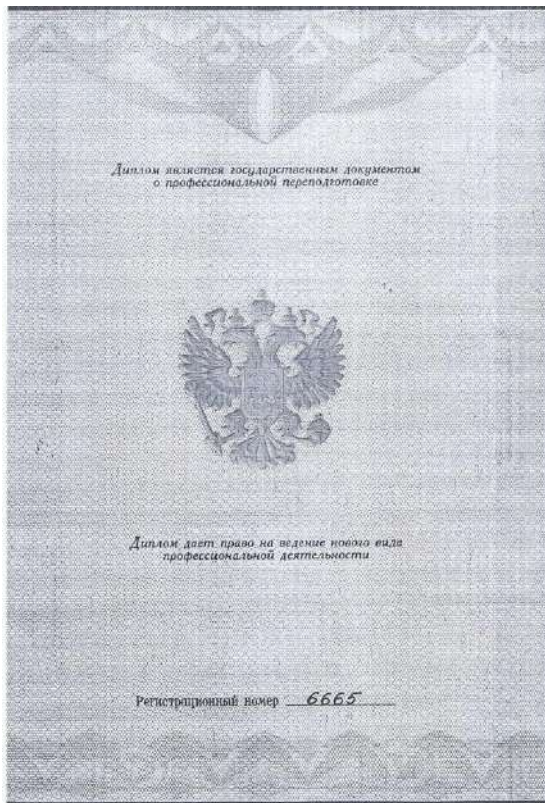 Диплом является государственным документом
о профессиональной переподготовке
Диплом дает право на ведение нового вида
профессиональной деятельности
Регистрационный номер 6665